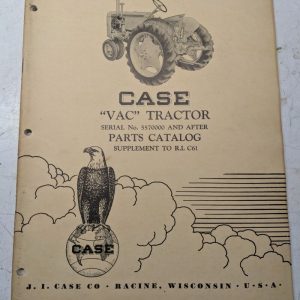 CASE
"VAC" TRACTOR
SERIAL No. 5570000 AND AFTER
PARTS CATALOG
SUPPLEMENT TO R.I. C61
CASE
J. I. CASE CO · RACINE, WISCONSIN · U·S·A·